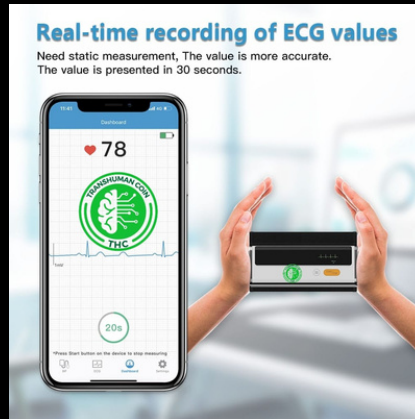 Real-time recording of ECG values
Need static measurement, The value is more accurate.
The value is presented in 30 seconds.
Dashboard
78
TRANSHUMAN COIN
THC
20s
*Press Start button on the device to stop measuring
Dashboard